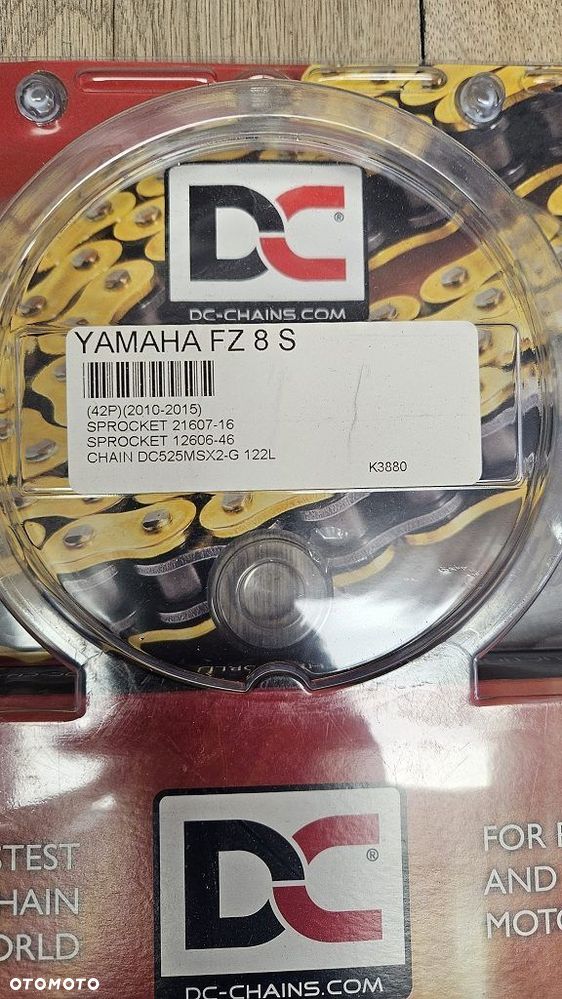 DC®
DC-CHAINS.COM
YAMAHA FZ 8 S
(42P)(2010-2015)
SPROCKET 21607-16
SPROCKET 12606-46
CHAIN DC525MSX2-G 122L
K3880
DC®
STEST
HAIN
ORLD
FOR
AND
MOTO
DC-CHAINS.COM
OTOMOTO